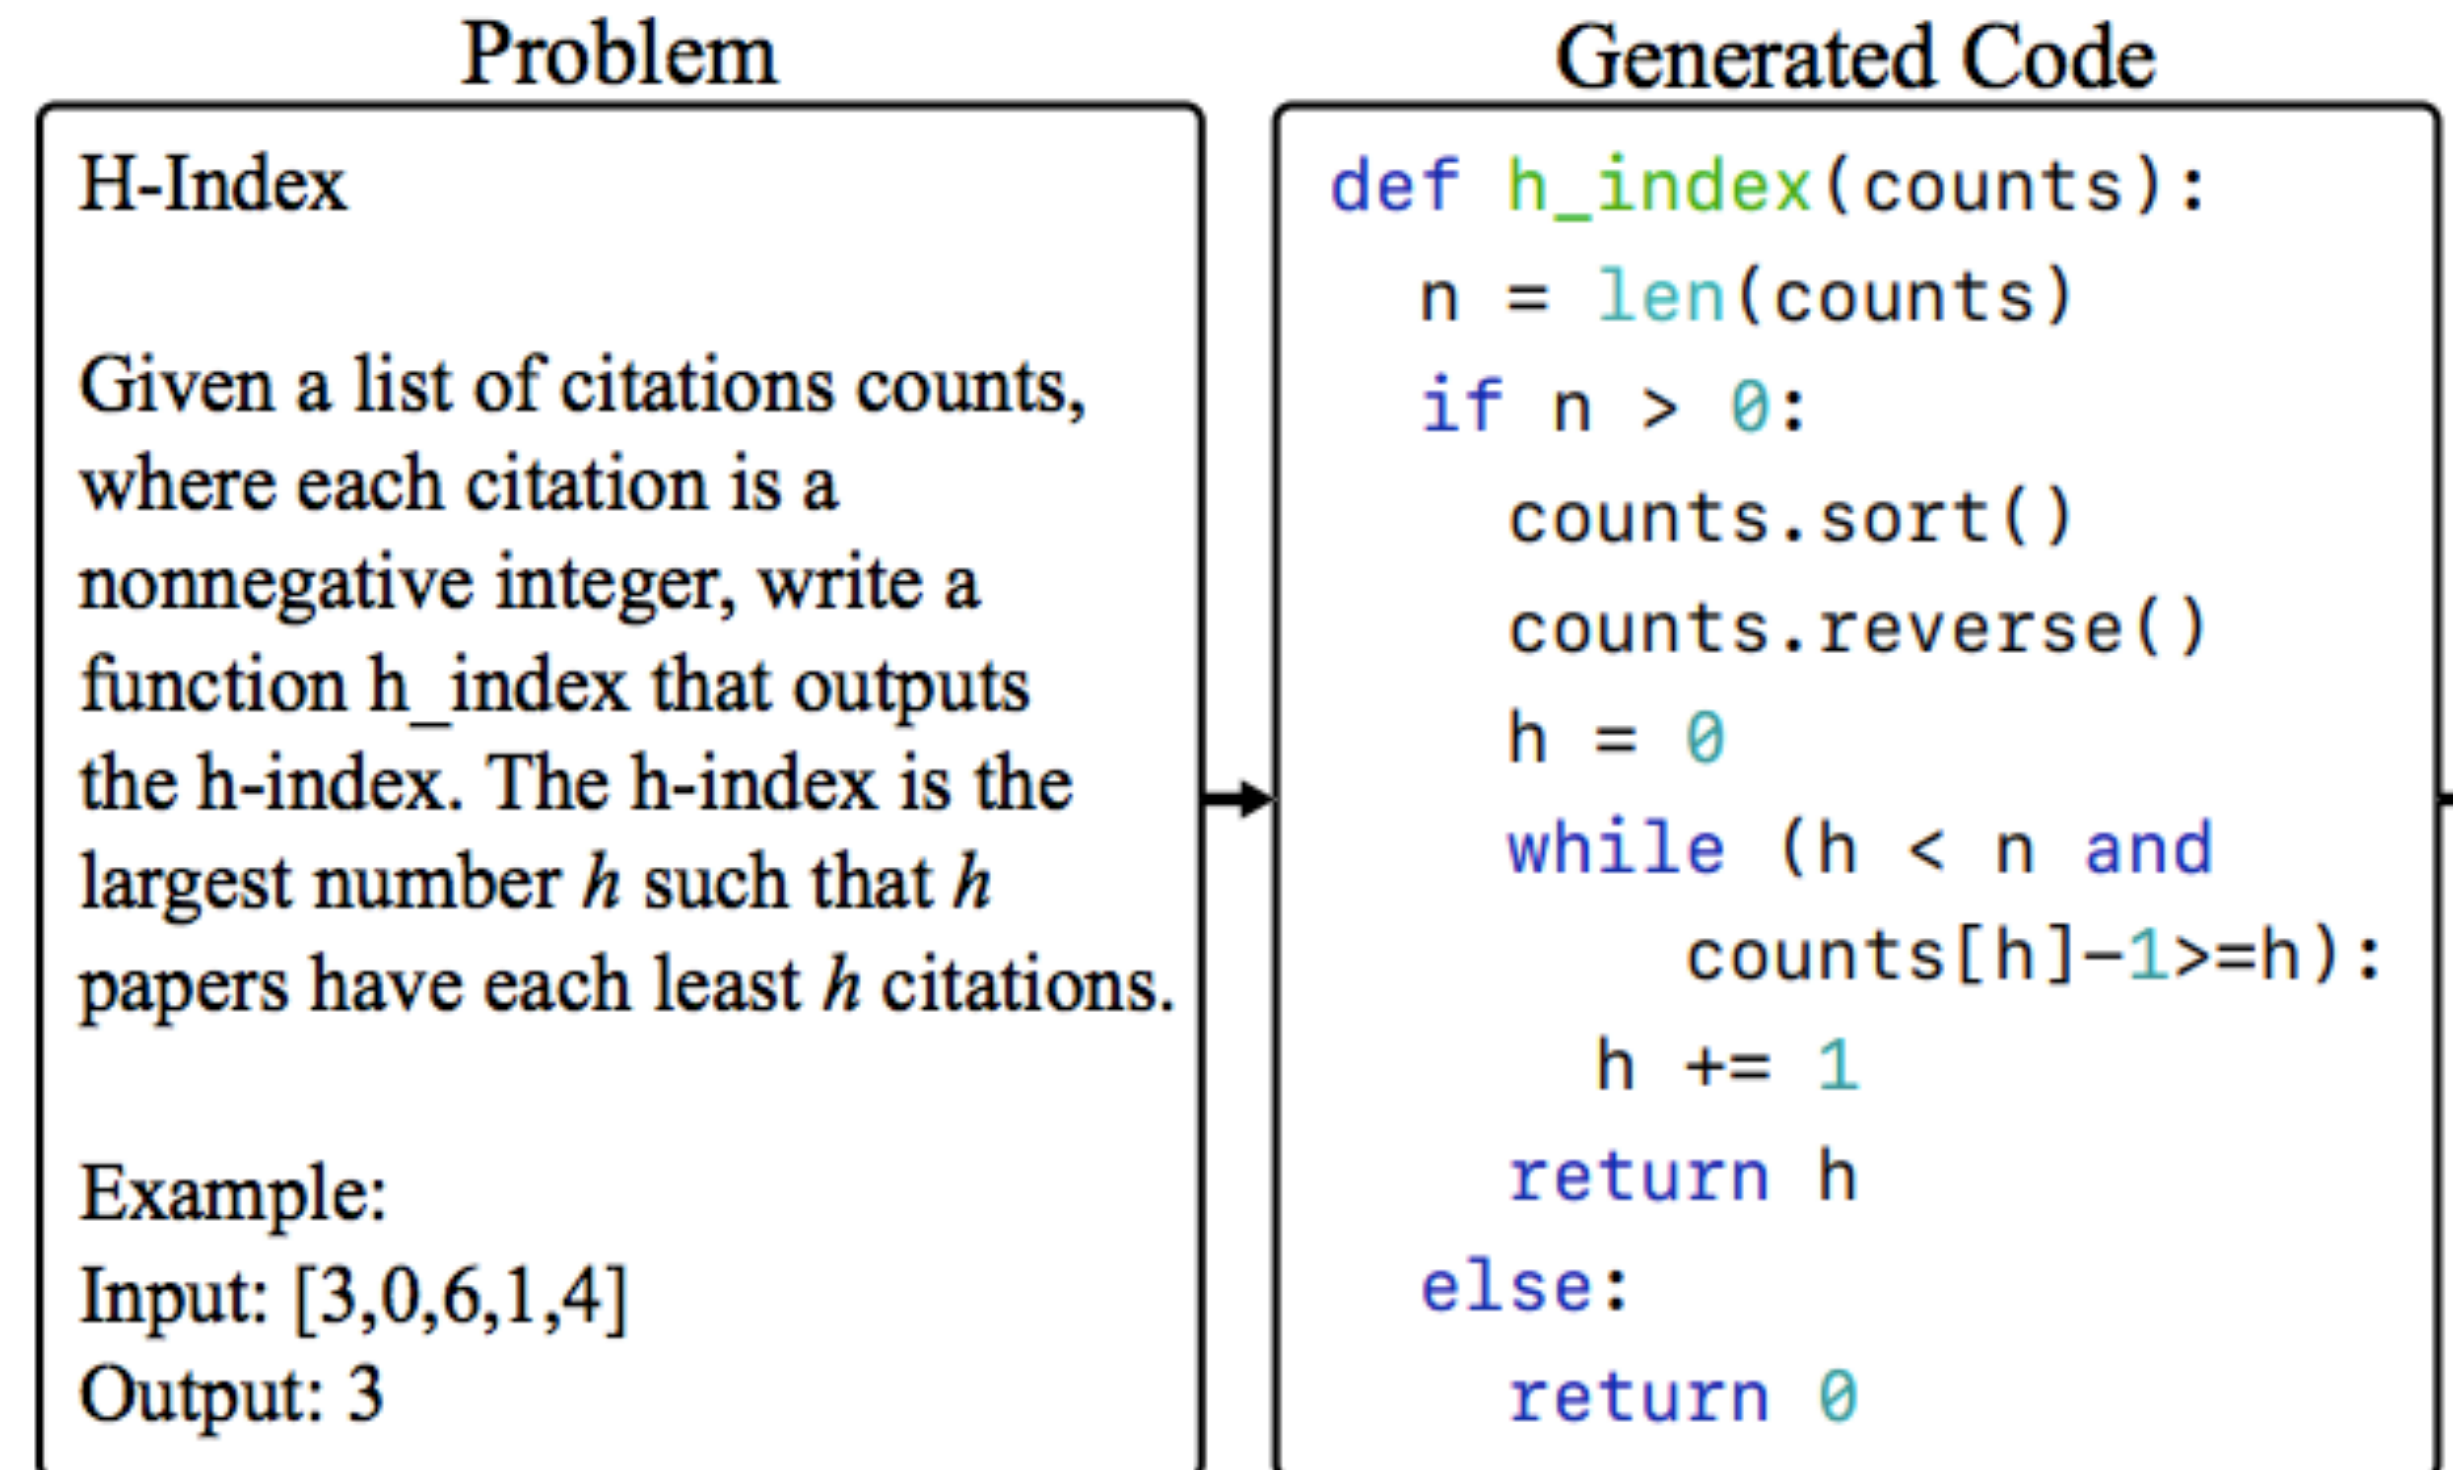 Problem
H-Index
Given a list of citations counts,
where each citation is a
nonnegative integer, write a
function h_index that outputs
the h-index. The h-index is the
largest number h such that h
papers have each least h citations.
Example:
Input: [3,0,6,1,4]
Output: 3
Generated Code
def h_index(counts):
  n = len(counts)
  if n > 0:
    counts.sort()
    counts.reverse()
    h = 0
    while (h < n and
        counts[h]-1>=h):
      h += 1
    return h
  else:
    return 0